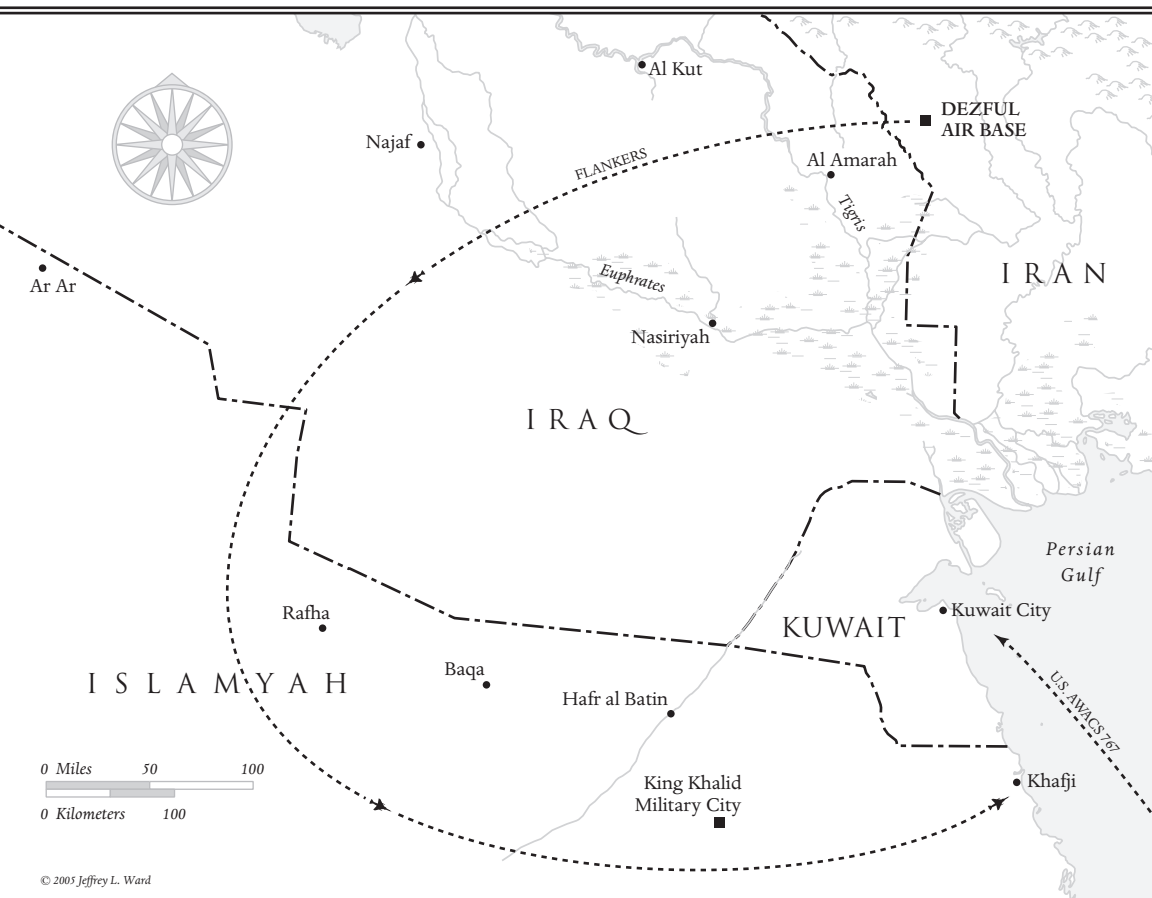 Al Kut
DEZFUL
AIR BASE
Najaf
FLANKERS
Al Amarah
Tigris
Ar Ar
Euphrates
IRAN
Nasiriyah
IRAQ
Persian
Gulf
Rafha
Kuwait City
KUWAIT
Baqa
ISLAMYAH
Hafr al Batin
U.S. AWACS 767
0 Miles 50 100
King Khalid
Military City
Khafji
0 Kilometers 100
© 2005 Jeffrey L. Ward